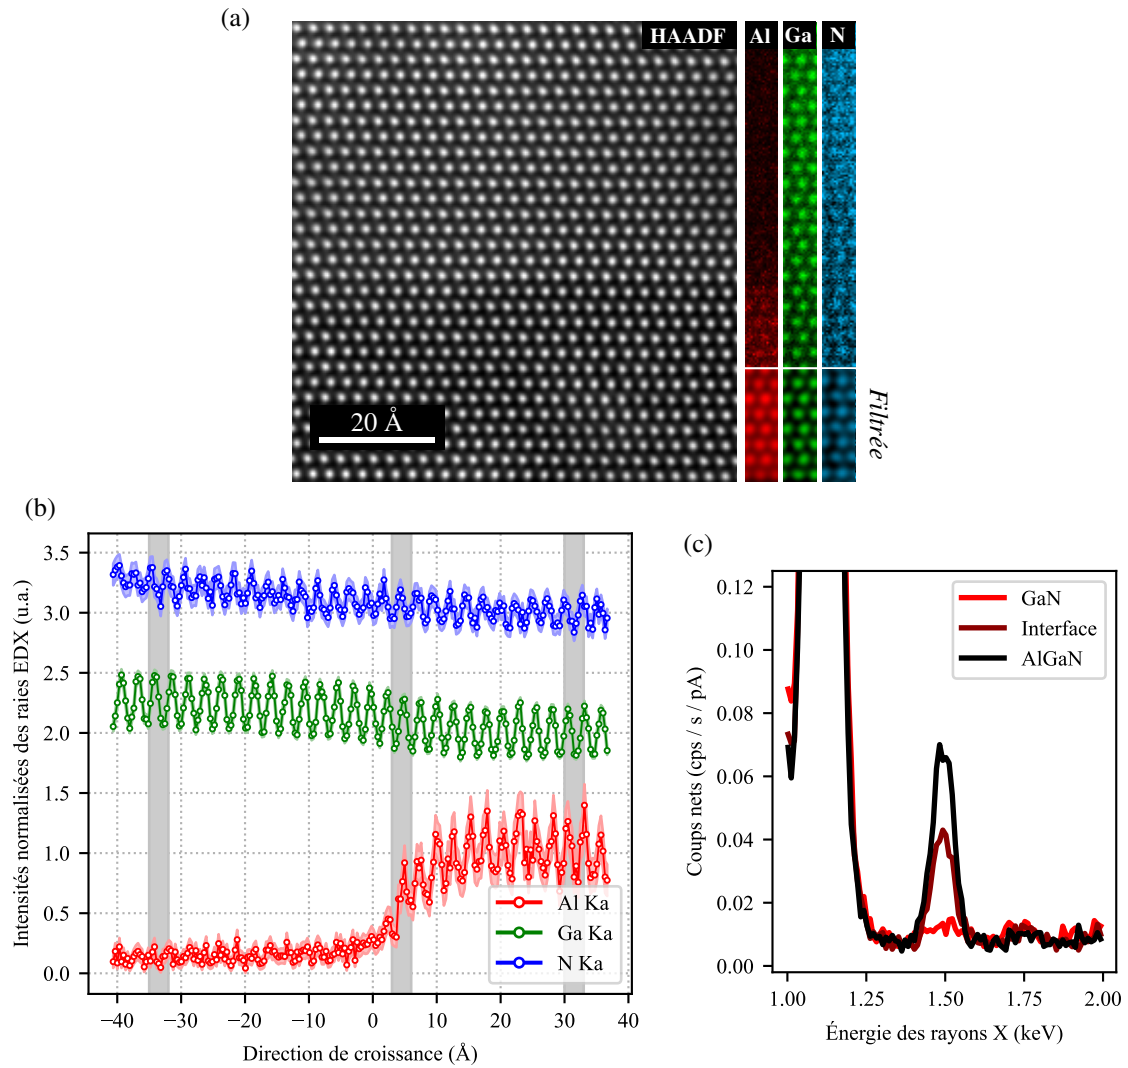 (a)
HAADF Al Ga N
20 Å
Filtrée
(b)
Intensités normalisées des raies EDX (u.a.)
3.5
3.0
2.5
2.0
1.5
1.0
0.5
0.0
Al Ka
Ga Ka
N Ka
−40 −30 −20 −10 0 10 20 30 40
Direction de croissance (Å)
(c)
Coups nets (cps / s / pA)
0.12
0.10
0.08
0.06
0.04
0.02
0.00
GaN
Interface
AlGaN
1.00 1.25 1.50 1.75 2.00
Énergie des rayons X (keV)